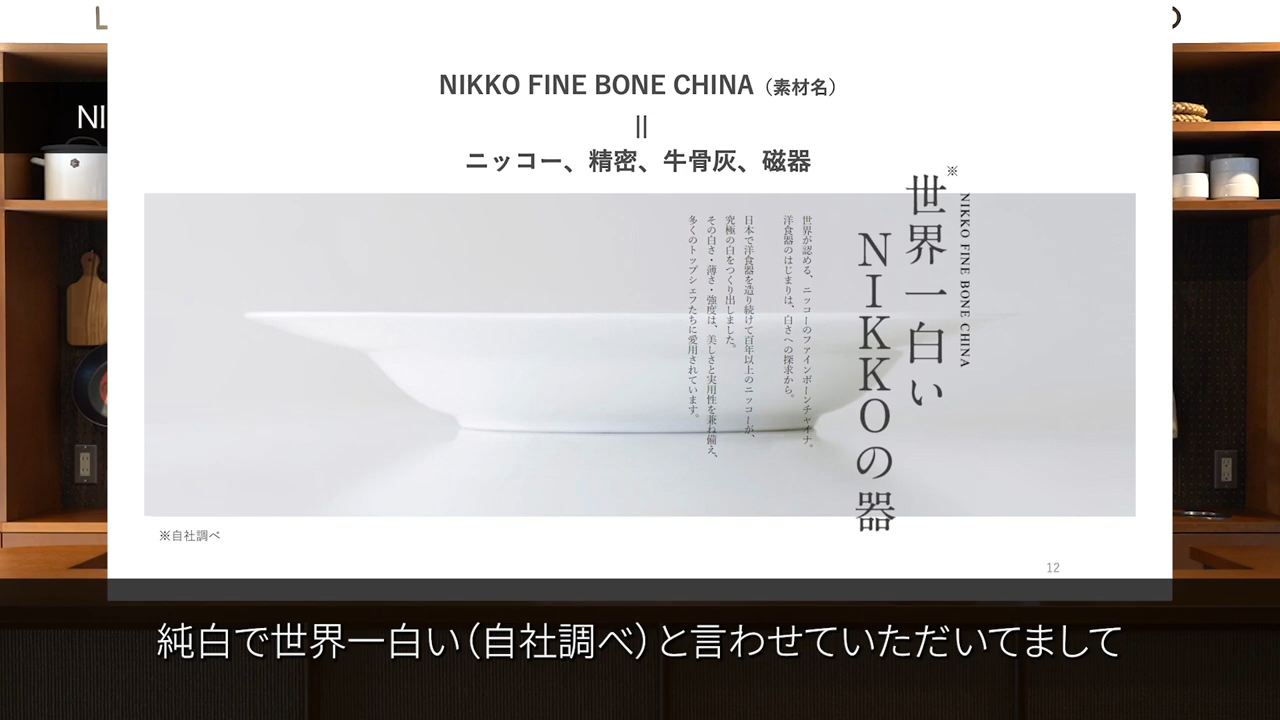 NIKKO FINE BONE CHINA（素材名）
||
ニッコー、精密、牛骨灰、磁器
※
NIKKO FINE BONE CHINA
世界一白い
NIKKOの器
世界が認める、ニッコーのファインボーンチャイナ。
洋食器のはじまりは、白さへの探求から。
日本で洋食器を造り続けて百年以上のニッコーが、
究極の白をつくり出しました。
その白さ・薄さ・強度は、美しさと実用性を兼ね備え、
多くのトップシェフたちに愛用されています。
※自社調べ
12
NI
純白で世界一白い（自社調べ）と言わせていただいてまして